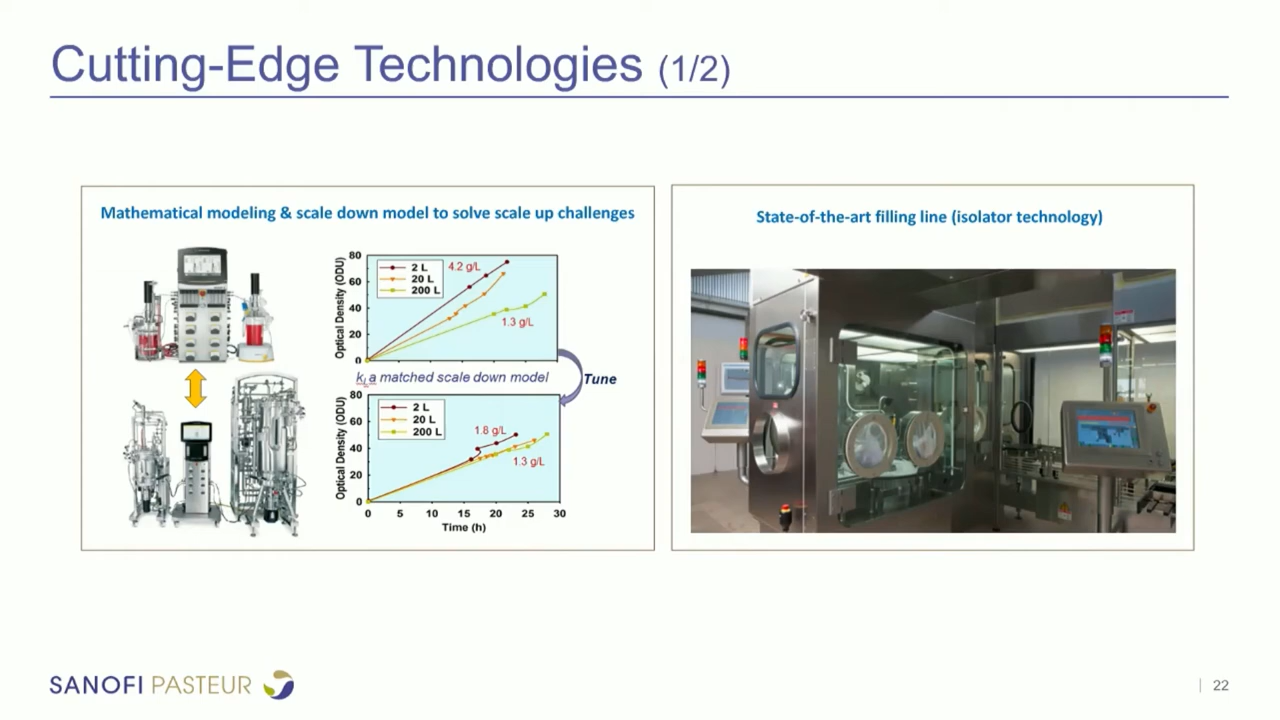 Cutting-Edge Technologies (1/2)
Mathematical modeling & scale down model to solve scale up challenges
80
60
40
20
0
Optical Density (ODU)
2 L
20 L
200 L
4.2 g/L
1.3 g/L
kLa matched scale down model
Tune
80
60
40
20
0
Optical Density (ODU)
2 L
20 L
200 L
1.8 g/L
1.3 g/L
0 5 10 15 20 25 30
Time (h)
State-of-the-art filling line (isolator technology)
SANOFI PASTEUR
22